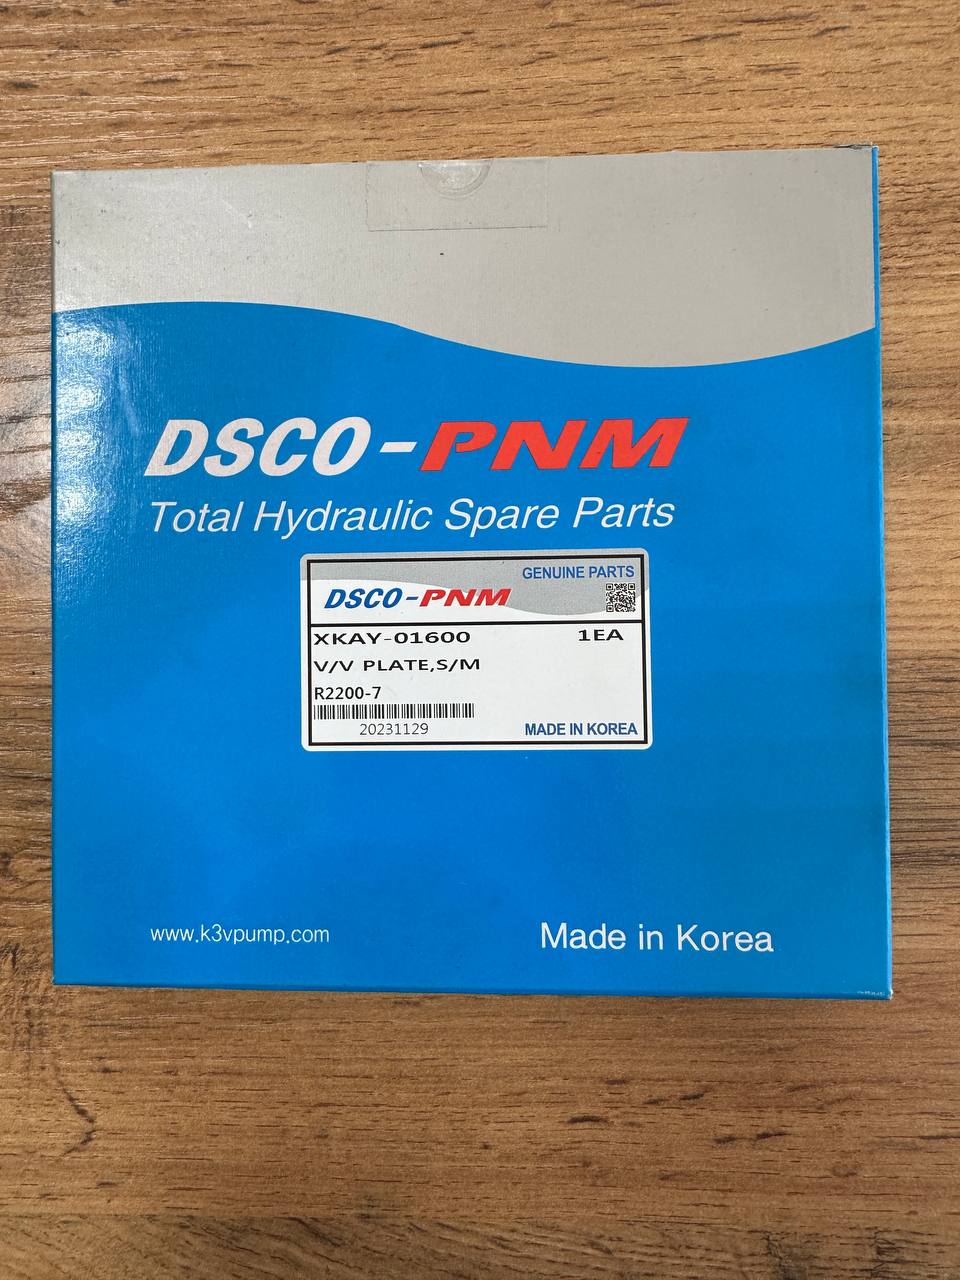 DSCO-PNM
Total Hydraulic Spare Parts
GENUINE PARTS
DSCO-PNM
XKAY-01600 1EA
V/V PLATE,S/M
R2200-7
20231129
MADE IN KOREA
www.k3vpump.com
Made in Korea